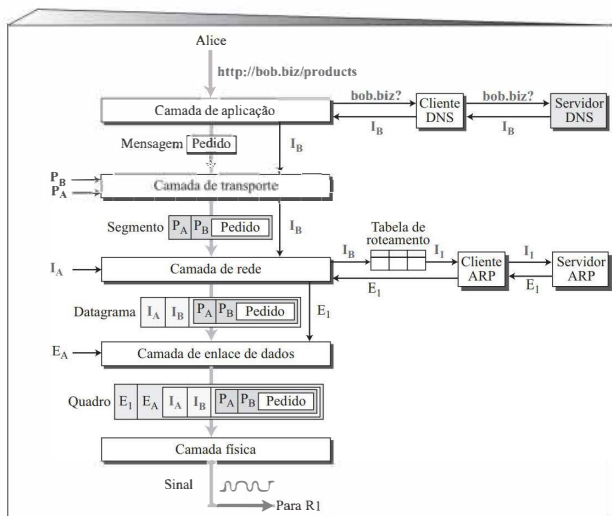 Alice
http://bob.biz/products
bob.biz? Cliente DNS bob.biz? Servidor DNS
Camada de aplicação
I_B I_B
Mensagem Pedido I_B
P_B
P_A
Camada de transporte
Segmento P_A P_B Pedido I_B
Tabela de roteamento
I_A Camada de rede I_B I_1 Cliente ARP I_1 Servidor ARP
E_1 E_1
Datagrama I_A I_B P_A P_B Pedido E_1
E_A Camada de enlace de dados
Quadro E_1 E_A I_A I_B P_A P_B Pedido
Camada física
Sinal
Para R1